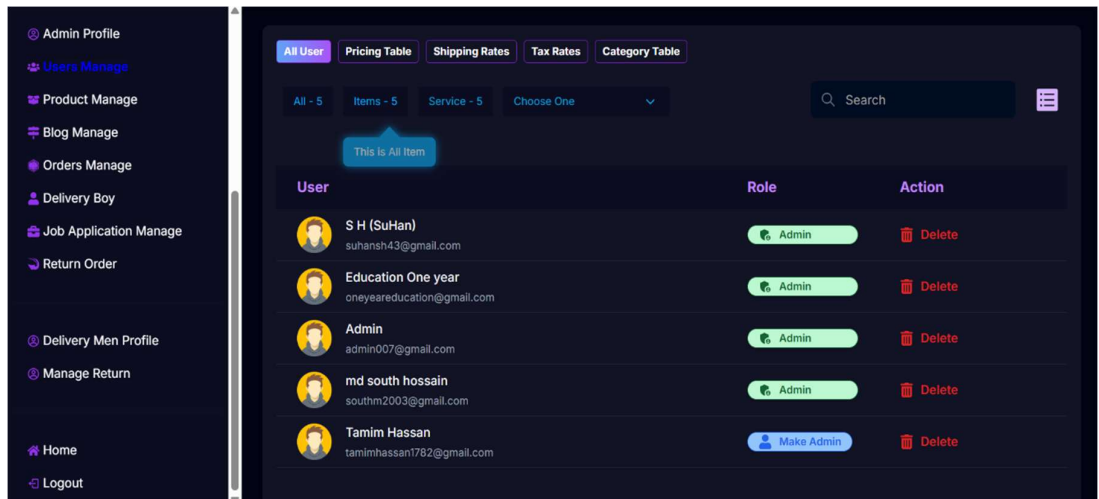 Admin Profile
Users Manage
Product Manage
Blog Manage
Orders Manage
Delivery Boy
Job Application Manage
Return Order
Delivery Men Profile
Manage Return
Home
Logout
All User Pricing Table Shipping Rates Tax Rates Category Table
All - 5 Items - 5 Service - 5 Choose One Search
This is All Item
User Role Action
S H (SuHan)
suhansh43@gmail.com
Admin Delete
Education One year
oneyeareducation@gmail.com
Admin Delete
Admin
admin007@gmail.com
Admin Delete
md south hossain
southm2003@gmail.com
Admin Delete
Tamim Hassan
tamimhassan1782@gmail.com
Make Admin Delete